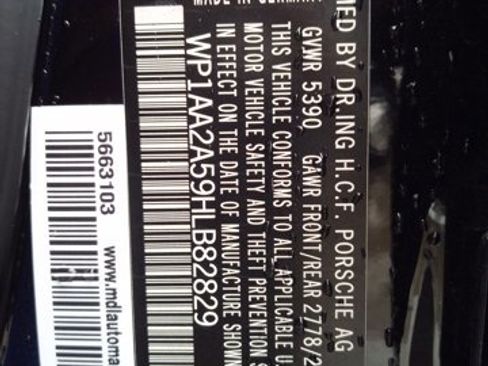 MFD BY DR.ING H.C.F. PORSCHE AG
GVWR 5390 GAWR FRONT/REAR 2778/2
THIS VEHICLE CONFORMS TO ALL APPLICABLE U.
MOTOR VEHICLE SAFETY AND THEFT PREVENTION S
IN EFFECT ON THE DATE OF MANUFACTURE SHOWN
WP1AA2A59HLB82829
MADE IN GERMANY
5663103
www.mdlautoma